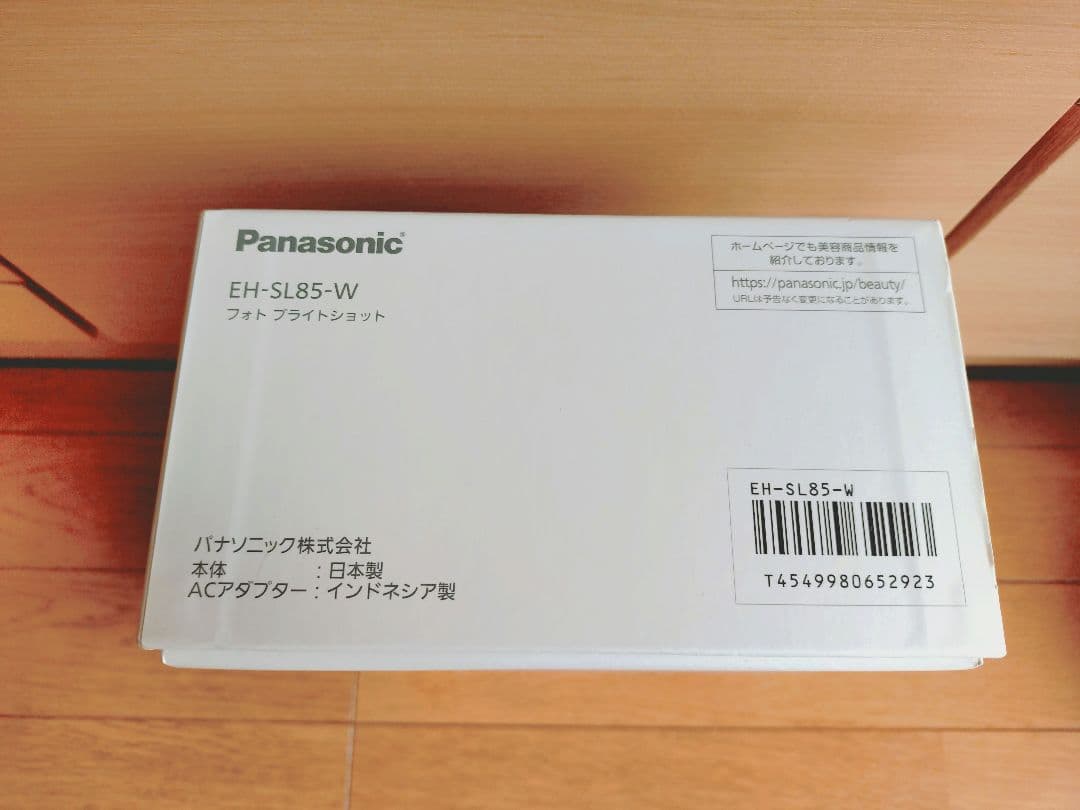 Panasonic®
EH-SL85-W
フォト ブライトショット
ホームページでも美容商品情報を
紹介しております。
https://panasonic.jp/beauty/
URLは予告なく変更になることがあります。
EH-SL85-W
T4549980652923
パナソニック株式会社
本体 : 日本製
ACアダプター : インドネシア製